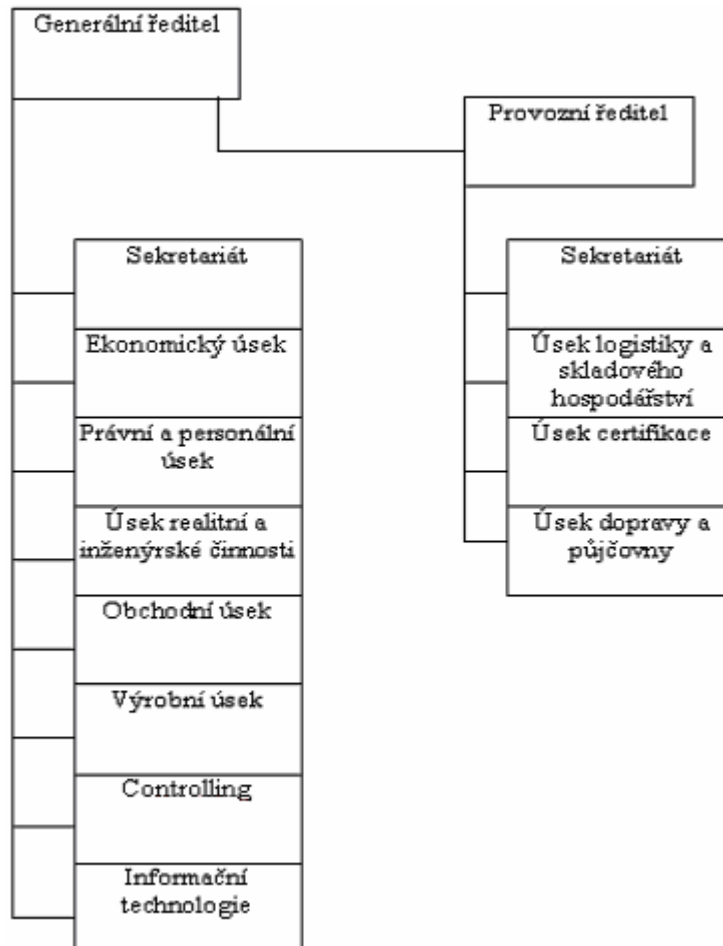 Generální ředitel
Provozní ředitel
Sekretariát
Ekonomický úsek
Právní a personální
úsek
Úsek realitní a
inženýrské činnosti
Obchodní úsek
Výrobní úsek
Controlling
Informační
technologie
Sekretariát
Úsek logistiky a
skladového
hospodářství
Úsek certifikace
Úsek dopravy a
půjčovny